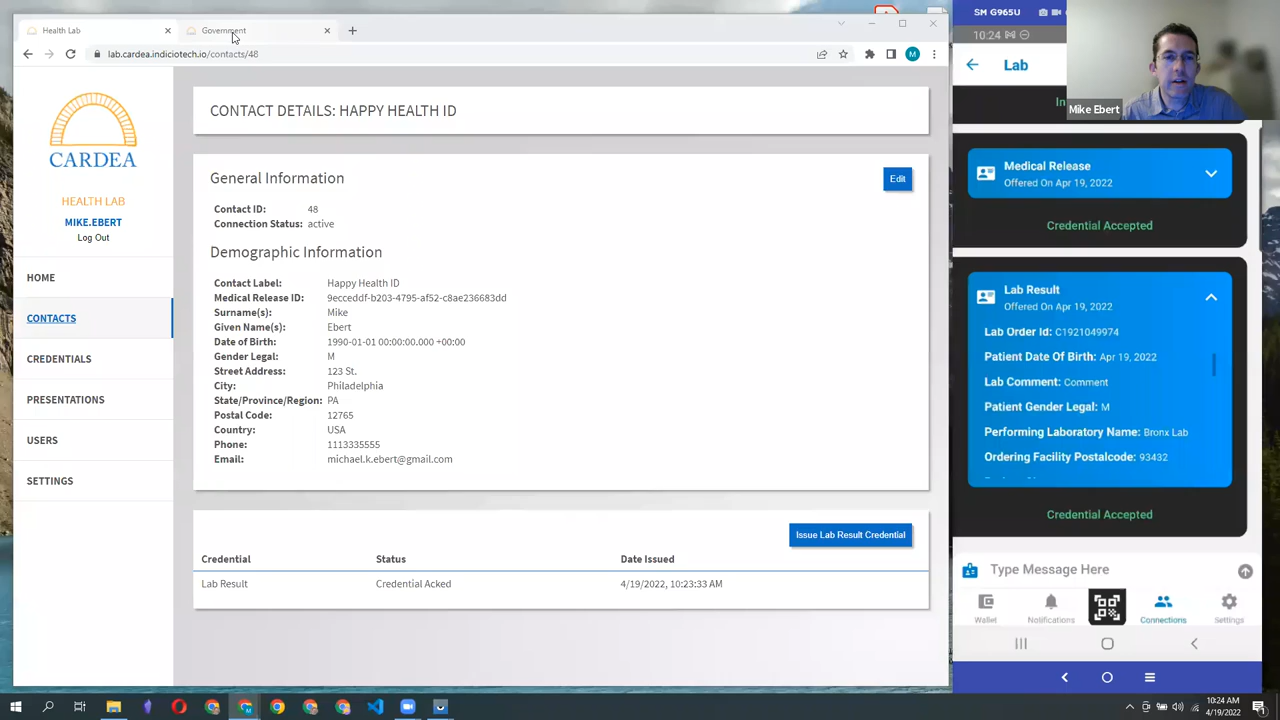 Health Lab
Government
lab.cardea.indiciotech.io/contacts/48
M
CARDEA
HEALTH LAB
MIKE.EBERT
Log Out
HOME
CONTACTS
CREDENTIALS
PRESENTATIONS
USERS
SETTINGS
CONTACT DETAILS: HAPPY HEALTH ID
General Information
Edit
Contact ID: 48
Connection Status: active
Demographic Information
Contact Label: Happy Health ID
Medical Release ID: 9ecceddf-b203-4795-af52-c8ae236683dd
Surname(s): Mike
Given Name(s): Ebert
Date of Birth: 1990-01-01 00:00:00.000 +00:00
Gender Legal: M
Street Address: 123 St.
City: Philadelphia
State/Province/Region: PA
Postal Code: 12765
Country: USA
Phone: 1113335555
Email: michael.k.ebert@gmail.com
Issue Lab Result Credential
Credential Status Date Issued
Lab Result Credential Acked 4/19/2022, 10:23:33 AM
SM G965U
10:24
Lab
Mike Ebert
Medical Release
Offered On Apr 19, 2022
Credential Accepted
Lab Result
Offered On Apr 19, 2022
Lab Order Id: C1921049974
Patient Date Of Birth: Apr 19, 2022
Lab Comment: Comment
Patient Gender Legal: M
Performing Laboratory Name: Bronx Lab
Ordering Facility Postalcode: 93432
Credential Accepted
Type Message Here
Wallet Notifications Connections Settings
10:24 AM
4/19/2022